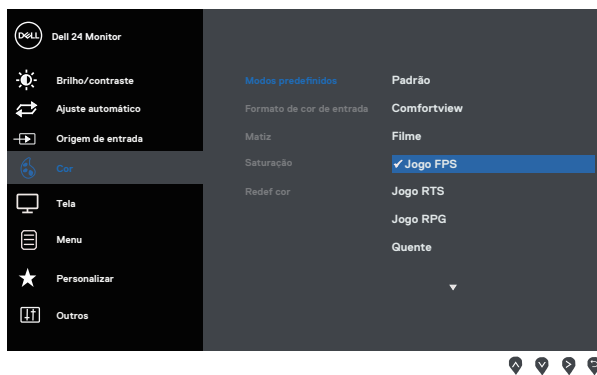 DELL Dell 24 Monitor
Brilho/contraste
Ajuste automático
Origem de entrada
Cor
Tela
Menu
Personalizar
Outros
Modos predefinidos
Formato de cor de entrada
Matiz
Saturação
Redef cor
Padrão
Comfortview
Filme
✓Jogo FPS
Jogo RTS
Jogo RPG
Quente